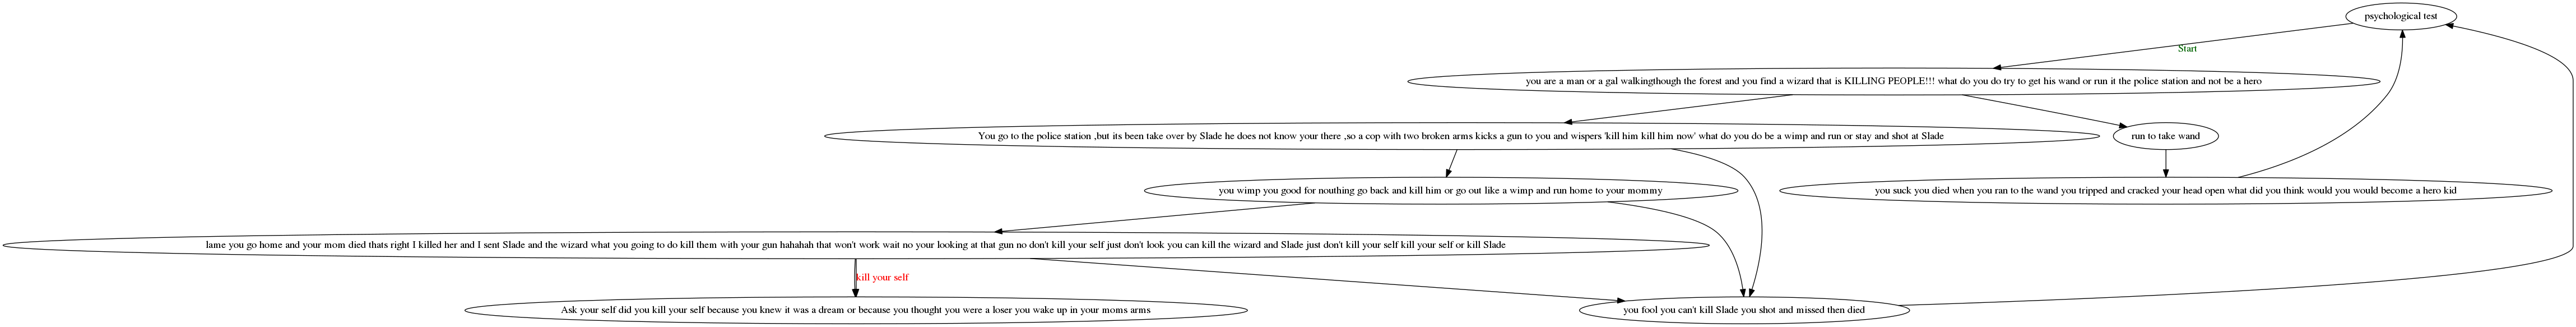 psychological test
Start
you are a man or a gal walkingthough the forest and you find a wizard that is KILLING PEOPLE!!! what do you do try to get his wand or run it the police station and not be a hero
You go to the police station ,but its been take over by Slade he does not know your there ,so a cop with two broken arms kicks a gun to you and wispers 'kill him kill him now' what do you do be a wimp and run or stay and shot at Slade
run to take wand
you wimp you good for nouthing go back and kill him or go out like a wimp and run home to your mommy
you suck you died when you ran to the wand you tripped and cracked your head open what did you think would you would become a hero kid
lame you go home and your mom died thats right I killed her and I sent Slade and the wizard what you going to do kill them with your gun hahahah that won't work wait no your looking at that gun no don't kill your self just don't look you can kill the wizard and Slade just don't kill your self kill your self or kill Slade
kill your self
Ask your self did you kill your self because you knew it was a dream or because you thought you were a loser you wake up in your moms arms
you fool you can't kill Slade you shot and missed then died